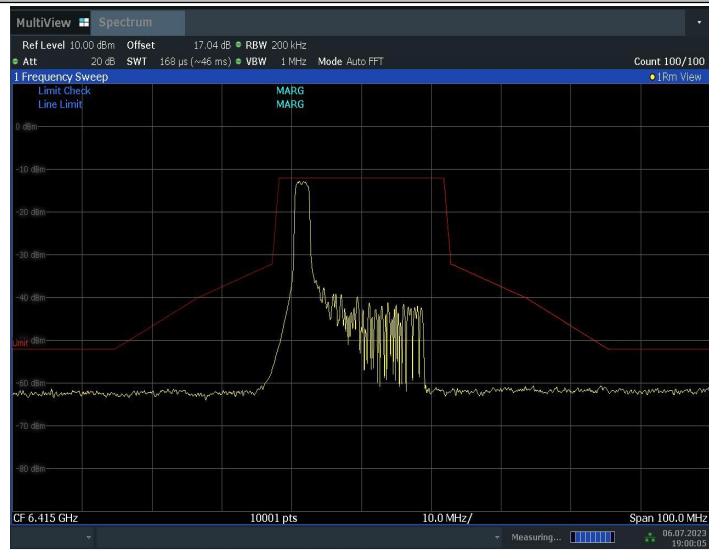 MultiView Spectrum
Ref Level 10.00 dBm Offset 17.04 dB RBW 200 kHz
Att 20 dB SWT 168 µs (~46 ms) VBW 1 MHz Mode Auto FFT Count 100/100
1 Frequency Sweep 1Rm View
Limit Check MARG
Line Limit MARG
0 dBm
-10 dBm
-20 dBm
-30 dBm
-40 dBm
Limit dBm
-60 dBm
-70 dBm
-80 dBm
CF 6.415 GHz 10001 pts 10.0 MHz/ Span 100.0 MHz
Measuring... 06.07.2023
19:00:05